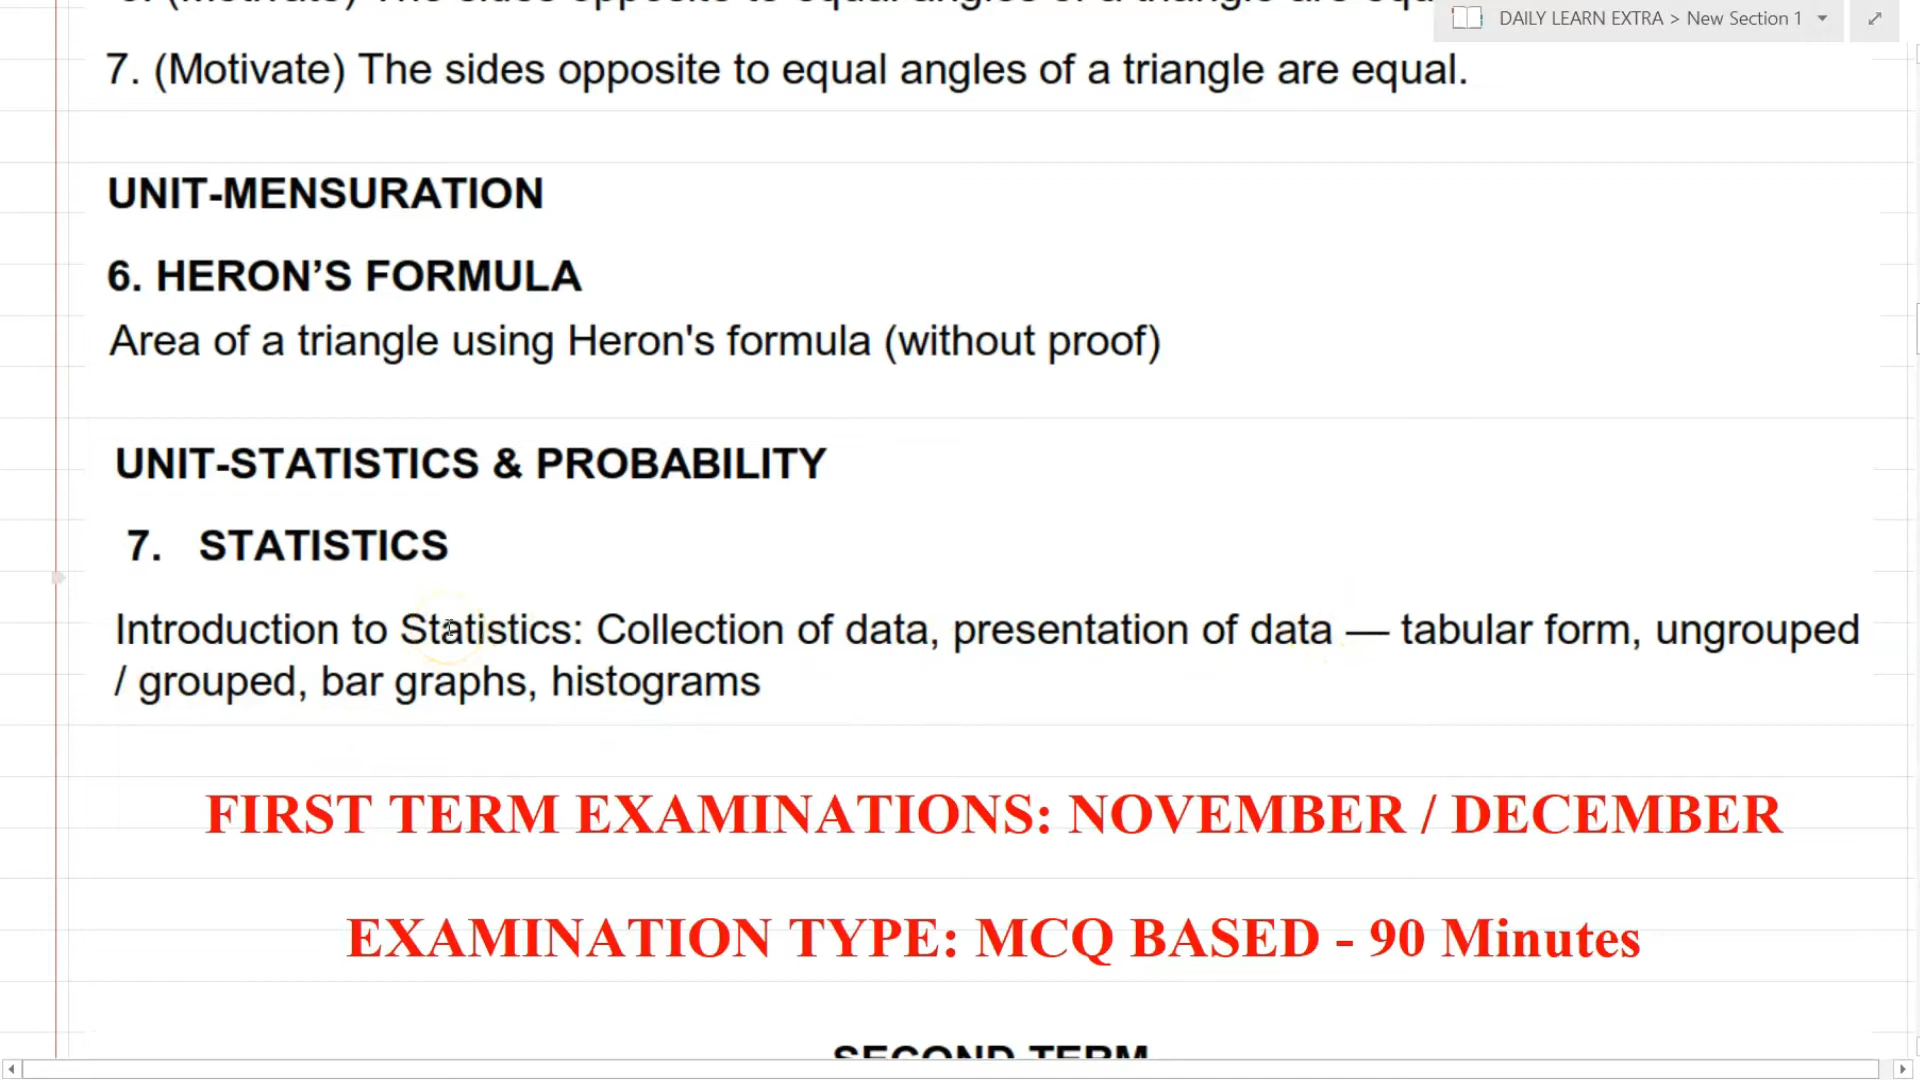 DAILY LEARN EXTRA > New Section 1
7. (Motivate) The sides opposite to equal angles of a triangle are equal.
UNIT-MENSURATION
6. HERON’S FORMULA
Area of a triangle using Heron's formula (without proof)
UNIT-STATISTICS & PROBABILITY
7. STATISTICS
Introduction to Statistics: Collection of data, presentation of data — tabular form, ungrouped
/ grouped, bar graphs, histograms
FIRST TERM EXAMINATIONS: NOVEMBER / DECEMBER
EXAMINATION TYPE: MCQ BASED - 90 Minutes
SECOND TERM